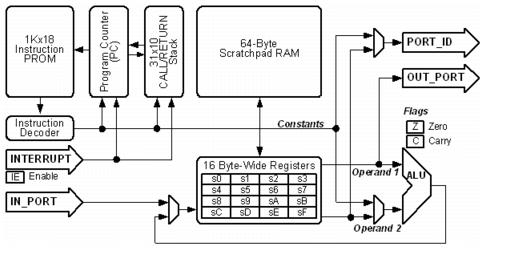 1Kx18
Instruction
PROM
Program Counter
(PC)
31x10
CALL/RETURN
Stack
64-Byte
Scratchpad RAM
PORT_ID
OUT_PORT
Instruction
Decoder
Constants
Flags
Z Zero
C Carry
INTERRUPT
IE Enable
16 Byte-Wide Registers
s0 s1 s2 s3
s4 s5 s6 s7
s8 s9 sA sB
sC sD sE sF
Operand 1
ALU
IN_PORT
Operand 2